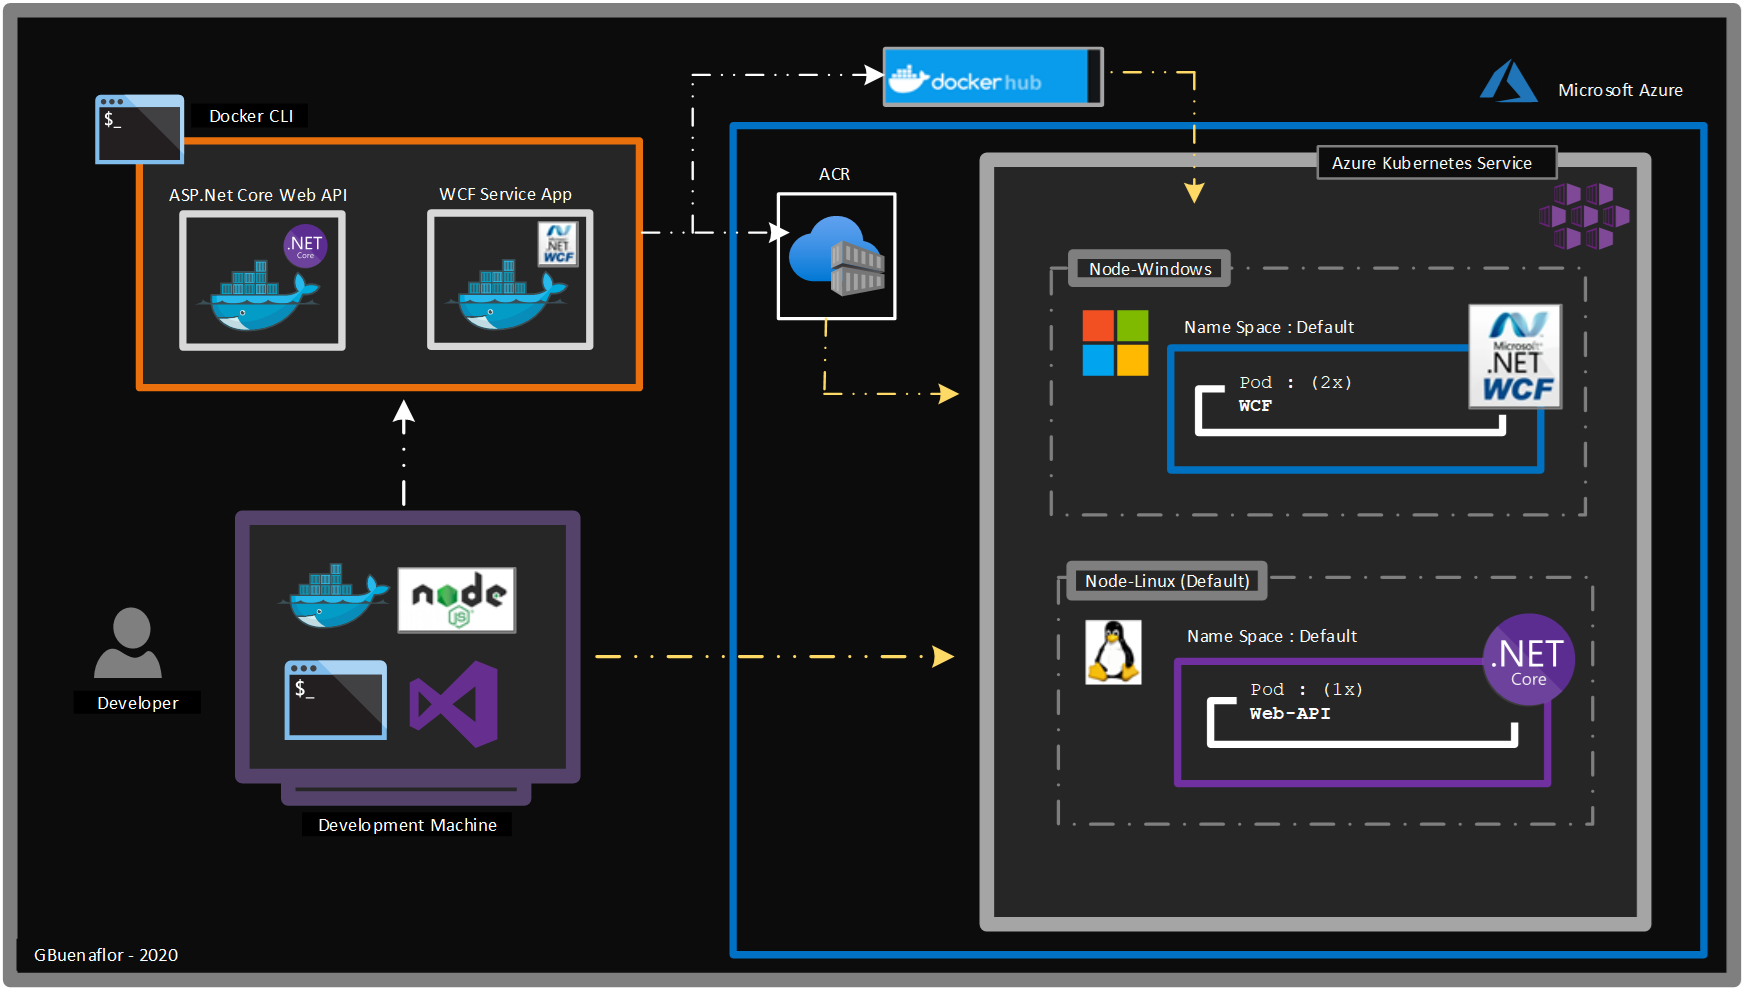 dockerhub
Microsoft Azure
Docker CLI
$_
ASP.Net Core Web API
WCF Service App
.NET
Core
Microsoft
.NET
WCF
ACR
Azure Kubernetes Service
Node-Windows
Name Space : Default
Pod : (2x)
WCF
Microsoft
.NET
WCF
node
JS
$_
Developer
Development Machine
Node-Linux (Default)
Name Space : Default
Pod : (1x)
Web-API
.NET
Core
GBuenaflor - 2020